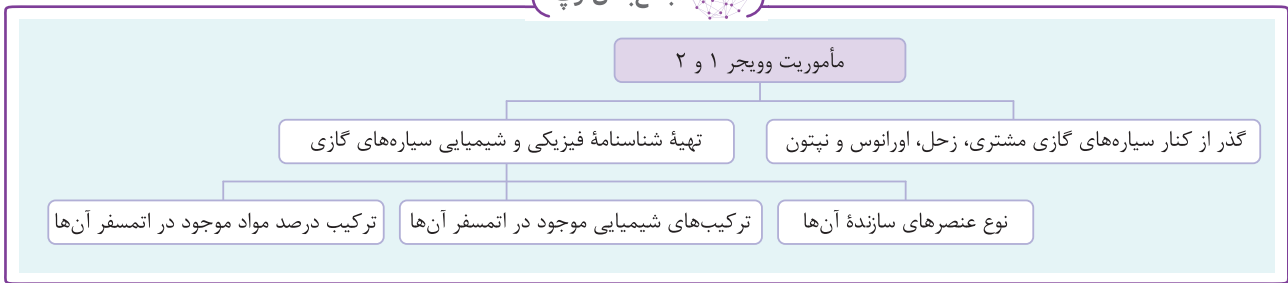 مأموریت وویجر ۱ و ۲
گذر از کنار سیاره‌های گازی مشتری، زحل، اورانوس و نپتون
تهیهٔ شناسنامهٔ فیزیکی و شیمیایی سیاره‌های گازی
نوع عنصرهای سازندهٔ آن‌ها
ترکیب‌های شیمیایی موجود در اتمسفر آن‌ها
ترکیب درصد مواد موجود در اتمسفر آن‌ها